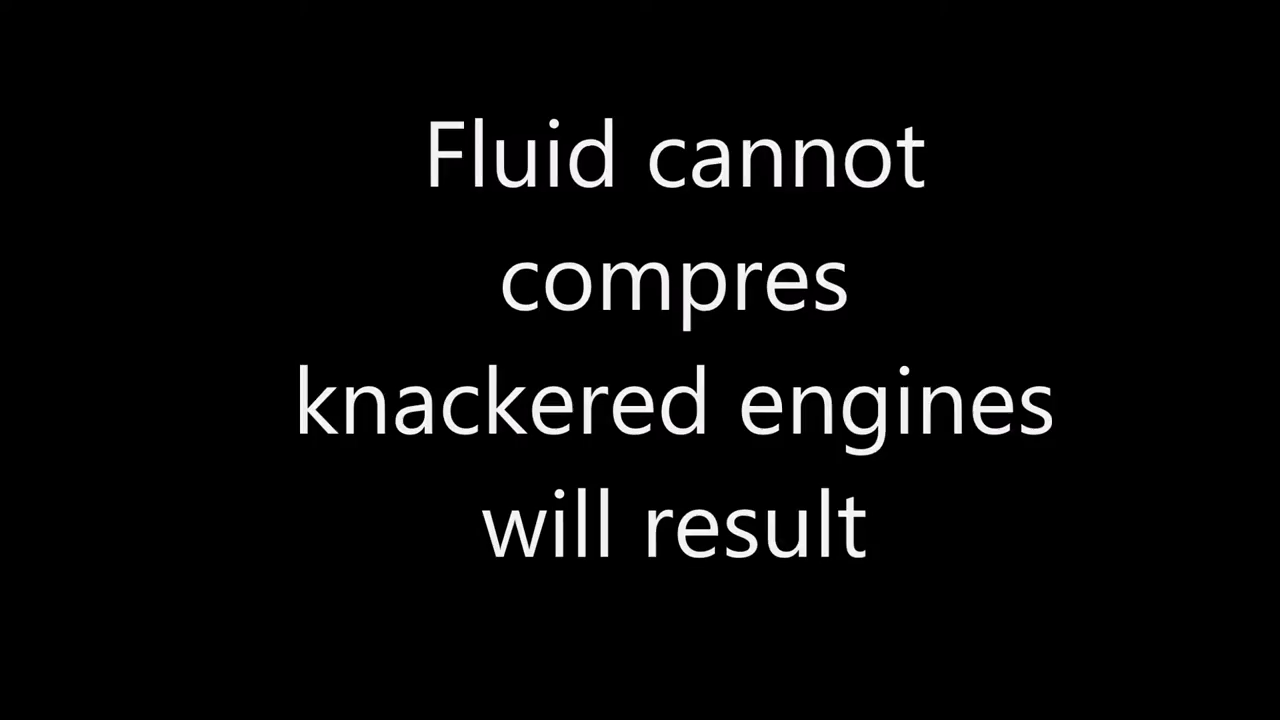 Fluid cannot
compres
knackered engines
will result